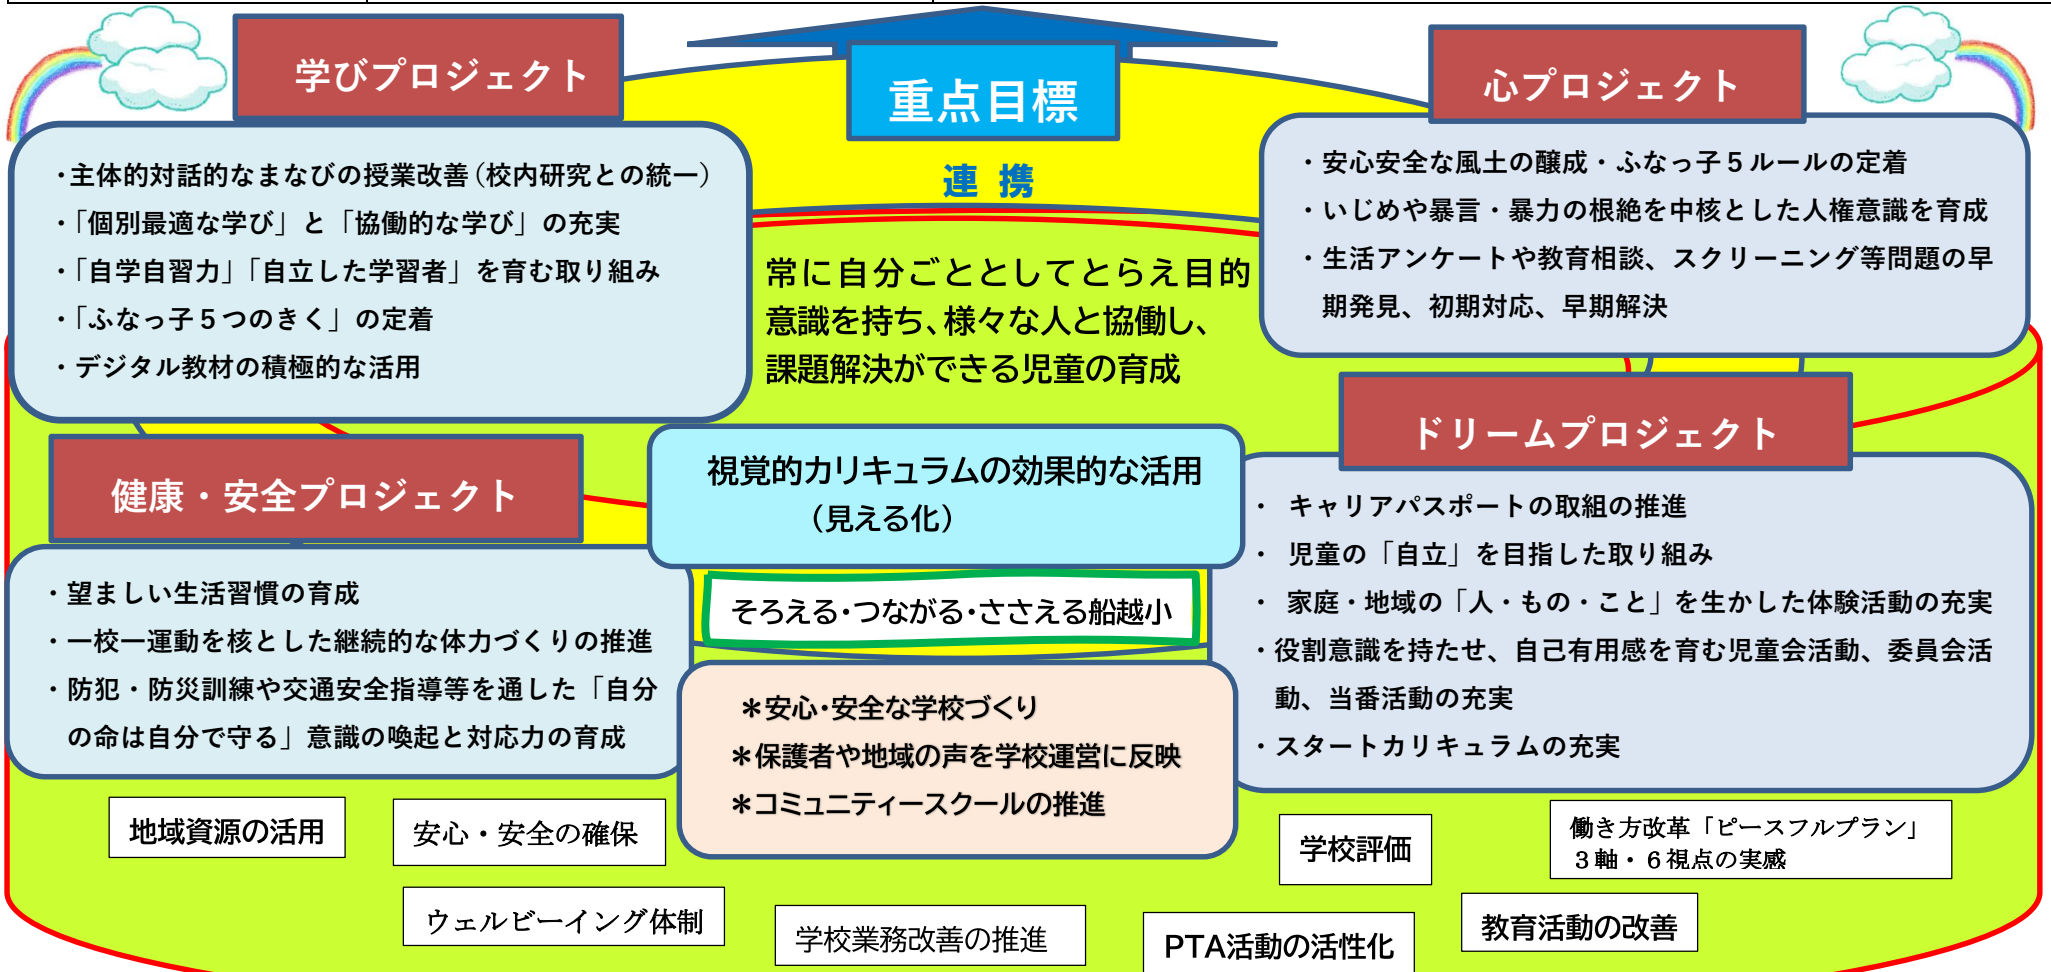 学びプロジェクト
・主体的対話的なまなびの授業改善(校内研究との統一)
・「個別最適な学び」と「協働的な学び」の充実
・「自学自習力」「自立した学習者」を育む取り組み
・「ふなっ子５つのきく」の定着
・デジタル教材の積極的な活用
重点目標
連 携
常に自分ごととしてとらえ目的
意識を持ち、様々な人と協働し、
課題解決ができる児童の育成
心プロジェクト
・安心安全な風土の醸成・ふなっ子５ルールの定着
・いじめや暴言・暴力の根絶を中核とした人権意識を育成
・生活アンケートや教育相談、スクリーニング等問題の早
期発見、初期対応、早期解決
健康・安全プロジェクト
・望ましい生活習慣の育成
・一校一運動を核とした継続的な体力づくりの推進
・防犯・防災訓練や交通安全指導等を通した「自分
の命は自分で守る」意識の喚起と対応力の育成
視覚的カリキュラムの効果的な活用
（見える化）
そろえる・つながる・ささえる船越小
＊安心・安全な学校づくり
＊保護者や地域の声を学校運営に反映
＊コミュニティースクールの推進
ドリームプロジェクト
・ キャリアパスポートの取組の推進
・ 児童の「自立」を目指した取り組み
・ 家庭・地域の「人・もの・こと」を生かした体験活動の充実
・役割意識を持たせ、自己有用感を育む児童会活動、委員会活
動、当番活動の充実
・スタートカリキュラムの充実
地域資源の活用
安心・安全の確保
学校評価
働き方改革「ピースフルプラン」
３軸・６視点の実感
ウェルビーイング体制
学校業務改善の推進
PTA活動の活性化
教育活動の改善